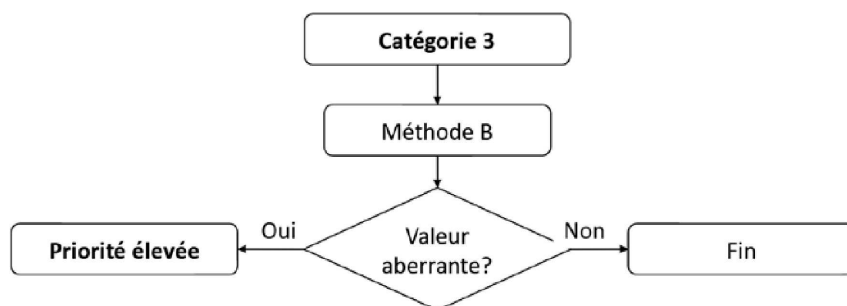 Catégorie 3
Méthode B
Oui
Non
Priorité élevée
Valeur
aberrante?
Fin